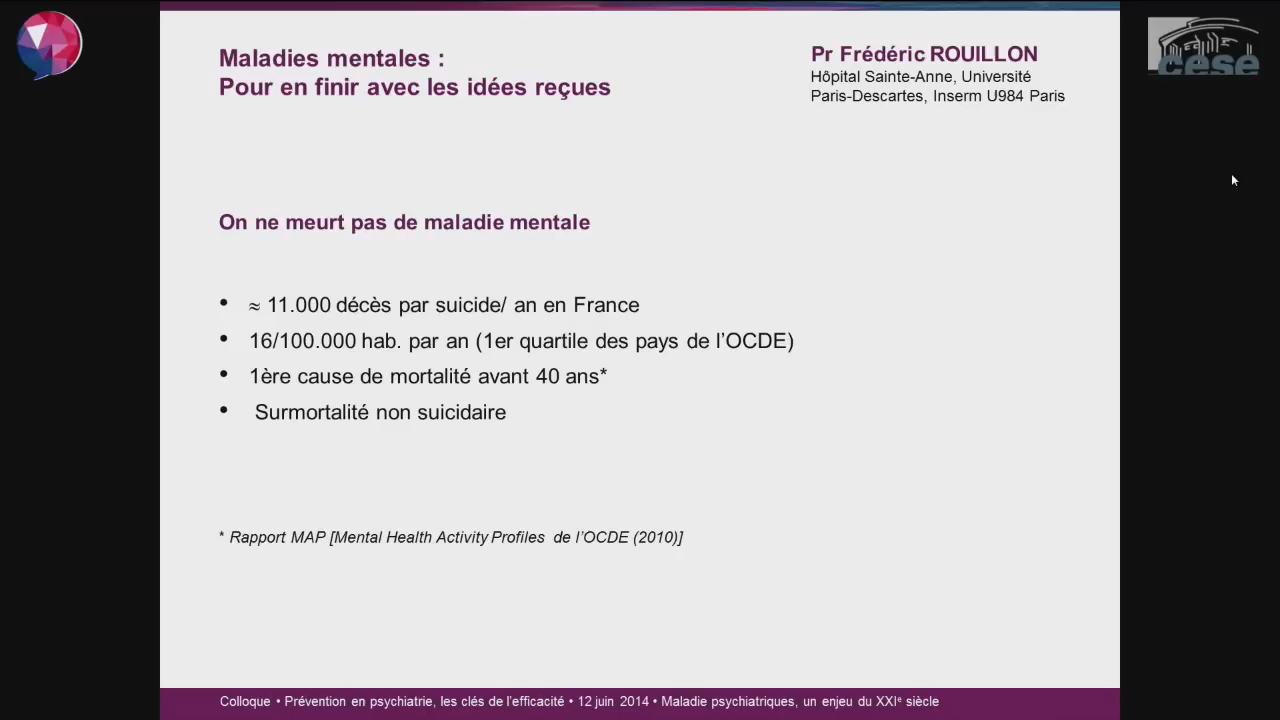 Maladies mentales :
Pour en finir avec les idées reçues
Pr Frédéric ROUILLON
Hôpital Sainte-Anne, Université
Paris-Descartes, Inserm U984 Paris
cese
On ne meurt pas de maladie mentale
• ≈ 11.000 décès par suicide/ an en France
• 16/100.000 hab. par an (1er quartile des pays de l’OCDE)
• 1ère cause de mortalité avant 40 ans*
• Surmortalité non suicidaire
* Rapport MAP [Mental Health Activity Profiles de l’OCDE (2010)]
Colloque • Prévention en psychiatrie, les clés de l’efficacité • 12 juin 2014 • Maladie psychiatriques, un enjeu du XXIe siècle